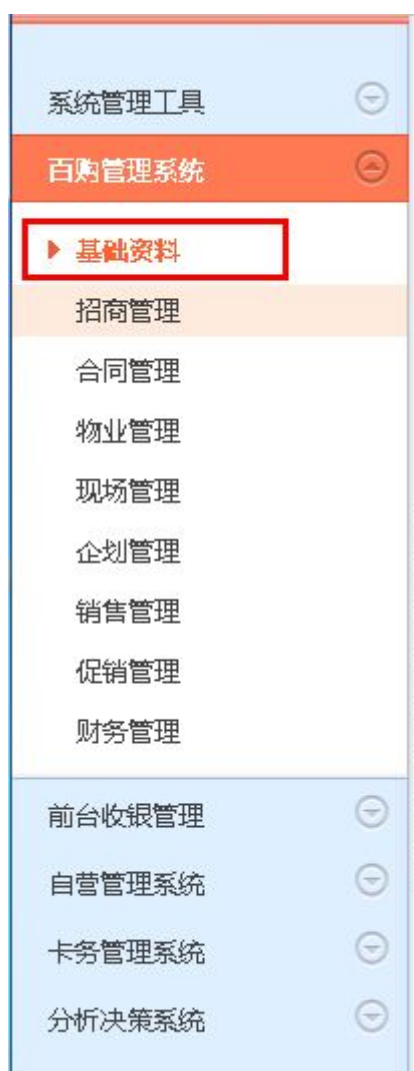 系统管理工具
百购管理系统
基础资料
招商管理
合同管理
物业管理
现场管理
企划管理
销售管理
促销管理
财务管理
前台收银管理
自营管理系统
卡务管理系统
分析决策系统